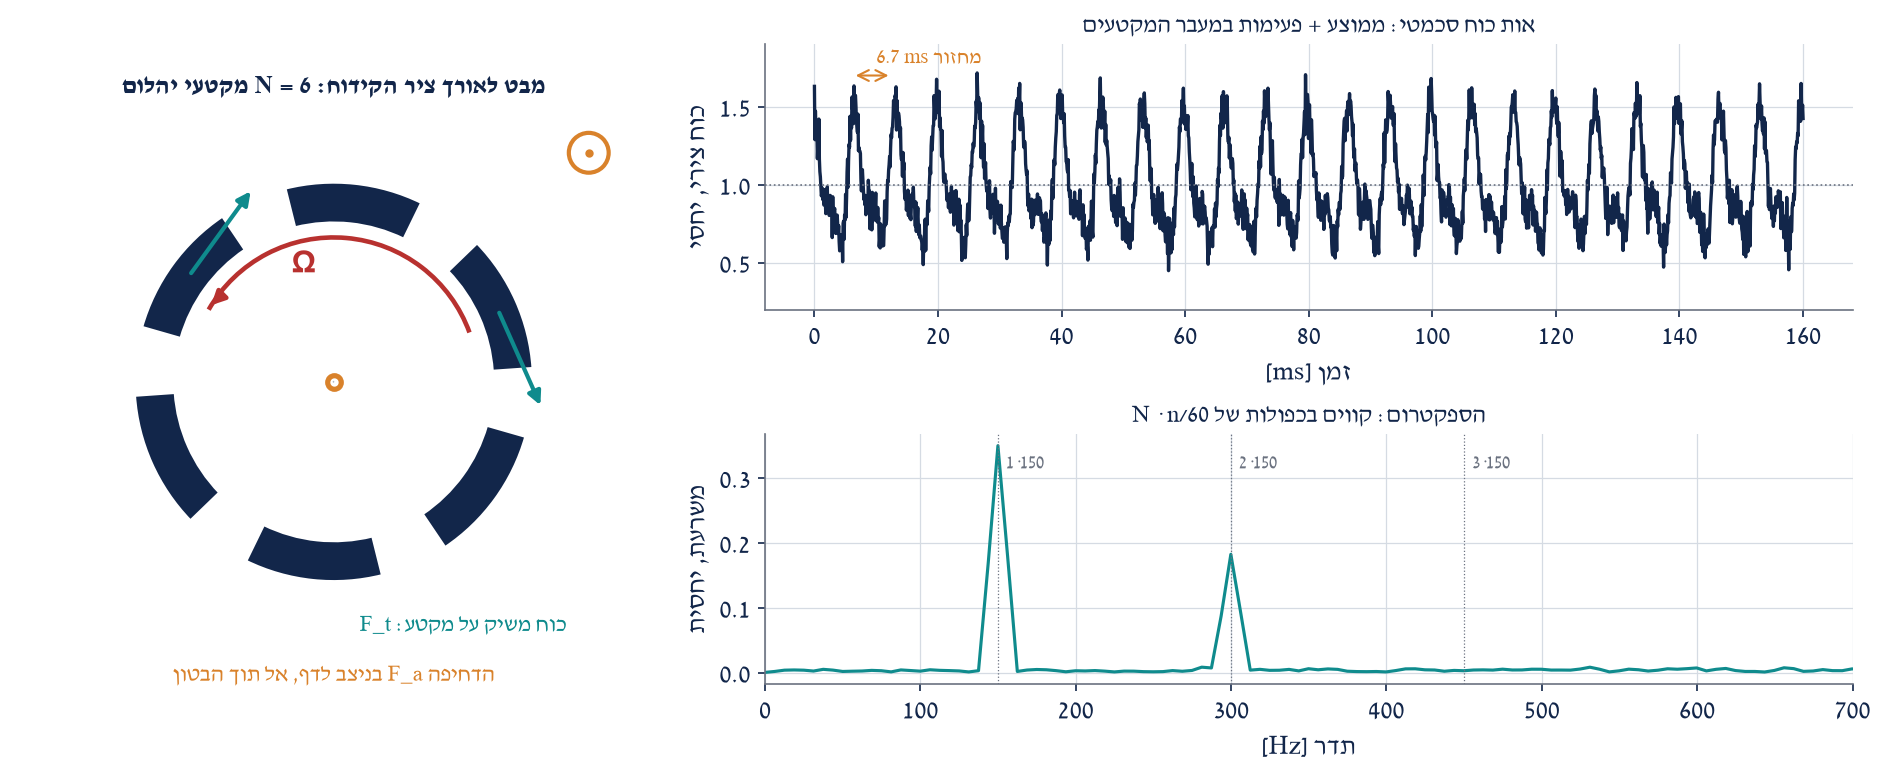 מבט לאורך ציר הקידוח: N = 6 מקטעי יהלום
Ω
כוח משיק על מקטע: F_t
הדחיפה F_a בניצב לדף, אל תוך הבטון
אות כוח סכמטי: ממוצע + פעימות במעבר המקטעים
מחזור 6.7 ms
כוח צירי, יחסי
1.5
1.0
0.5
0 20 40 60 80 100 120 140 160
זמן [ms]
הספקטרום: קווים בכפולות של N·n/60
1·150 2·150 3·150
משרעת, יחסית
0.3
0.2
0.1
0.0
0 100 200 300 400 500 600 700
תדר [Hz]